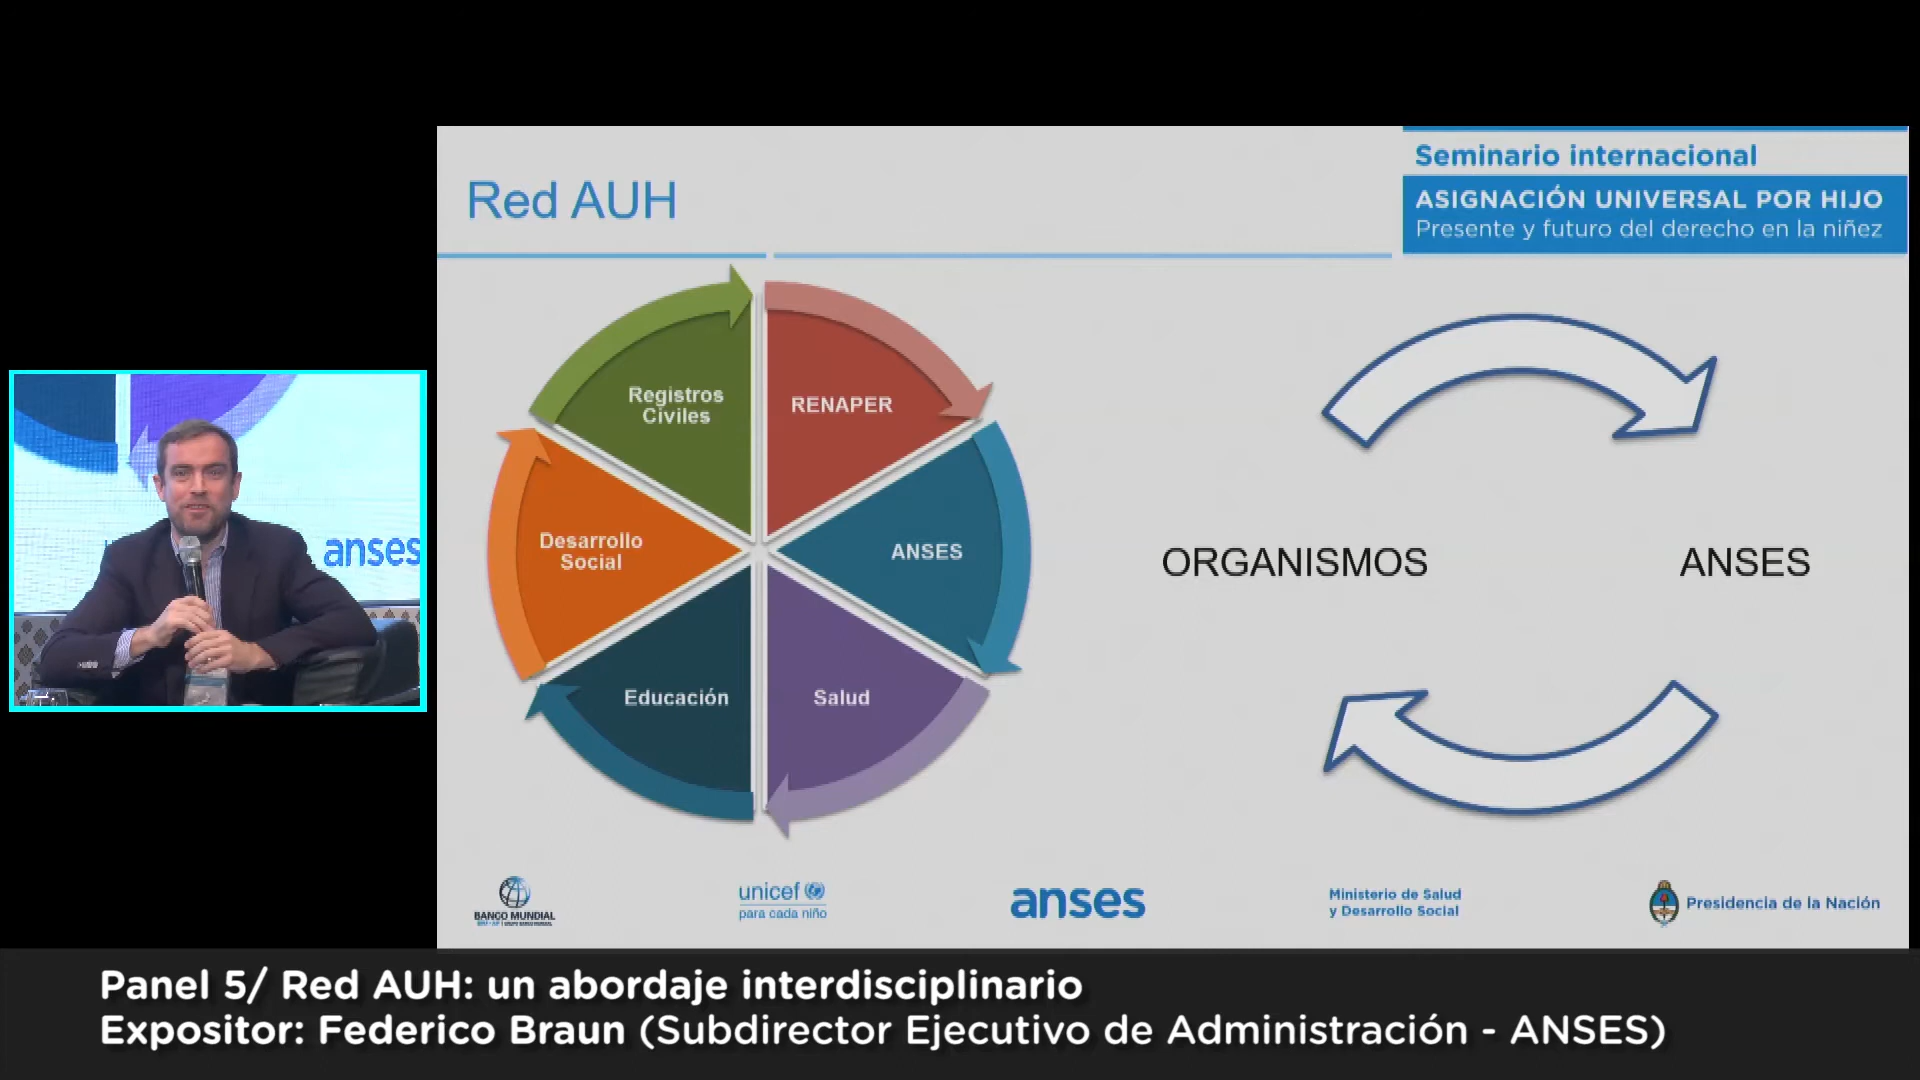 Seminario internacional
ASIGNACIÓN UNIVERSAL POR HIJO
Presente y futuro del derecho en la niñez
Red AUH
Registros
Civiles
RENAPER
Desarrollo
Social
ANSES
Educación
Salud
ORGANISMOS
ANSES
anses
BANCO MUNDIAL
unicef
para cada niño
anses
Ministerio de Salud
y Desarrollo Social
Presidencia de la Nación
Panel 5/ Red AUH: un abordaje interdisciplinario
Expositor: Federico Braun (Subdirector Ejecutivo de Administración - ANSES)